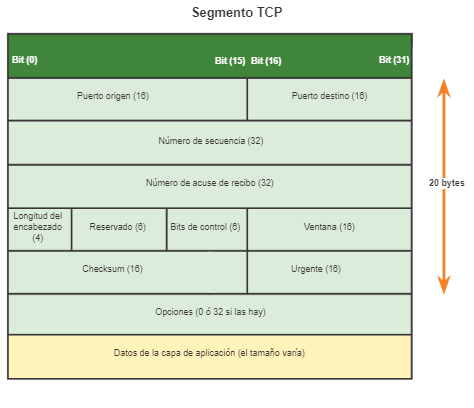 Segmento TCP
Bit (0) Bit (15) Bit (16) Bit (31)
Puerto origen (16) Puerto destino (16)
Número de secuencia (32)
Número de acuse de recibo (32)
20 bytes
Longitud del
encabezado
(4)
Reservado (6) Bits de control (6) Ventana (16)
Checksum (16) Urgente (16)
Opciones (0 ó 32 si las hay)
Datos de la capa de aplicación (el tamaño varía)